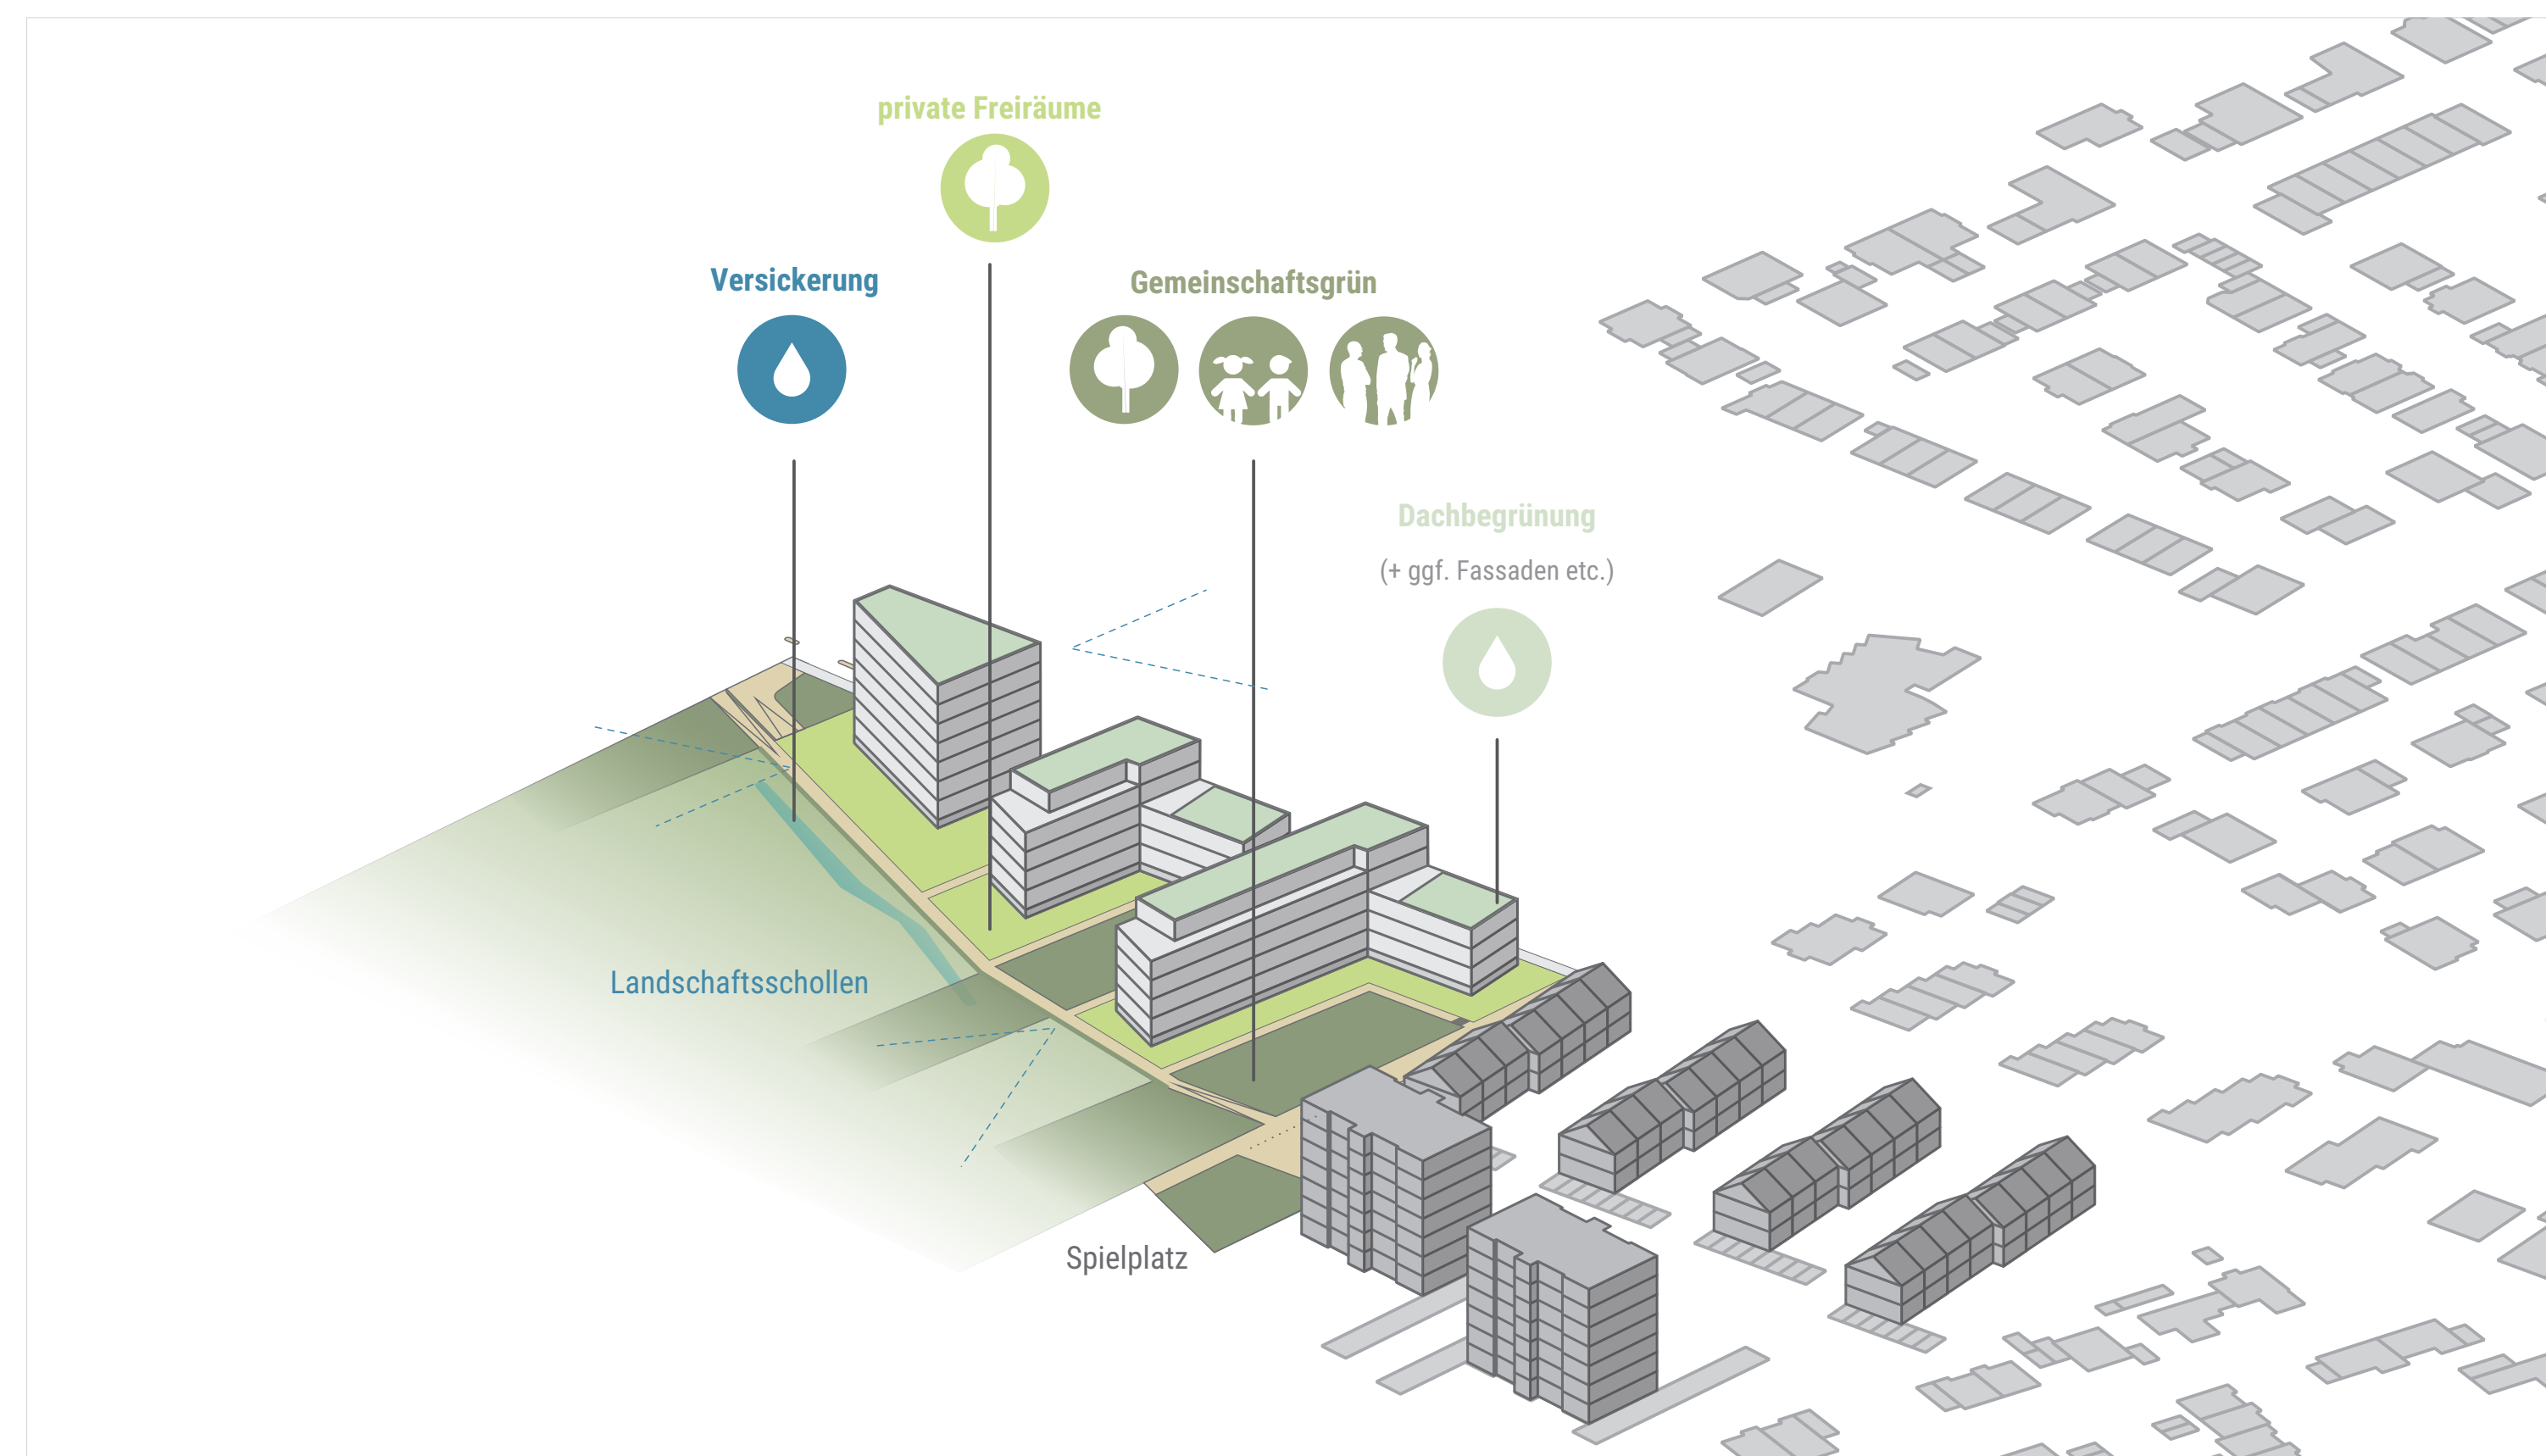 private Freiräume
Versickerung
Gemeinschaftsgrün
Dachbegrünung
(+ ggf. Fassaden etc.)
Landschaftsschollen
Spielplatz